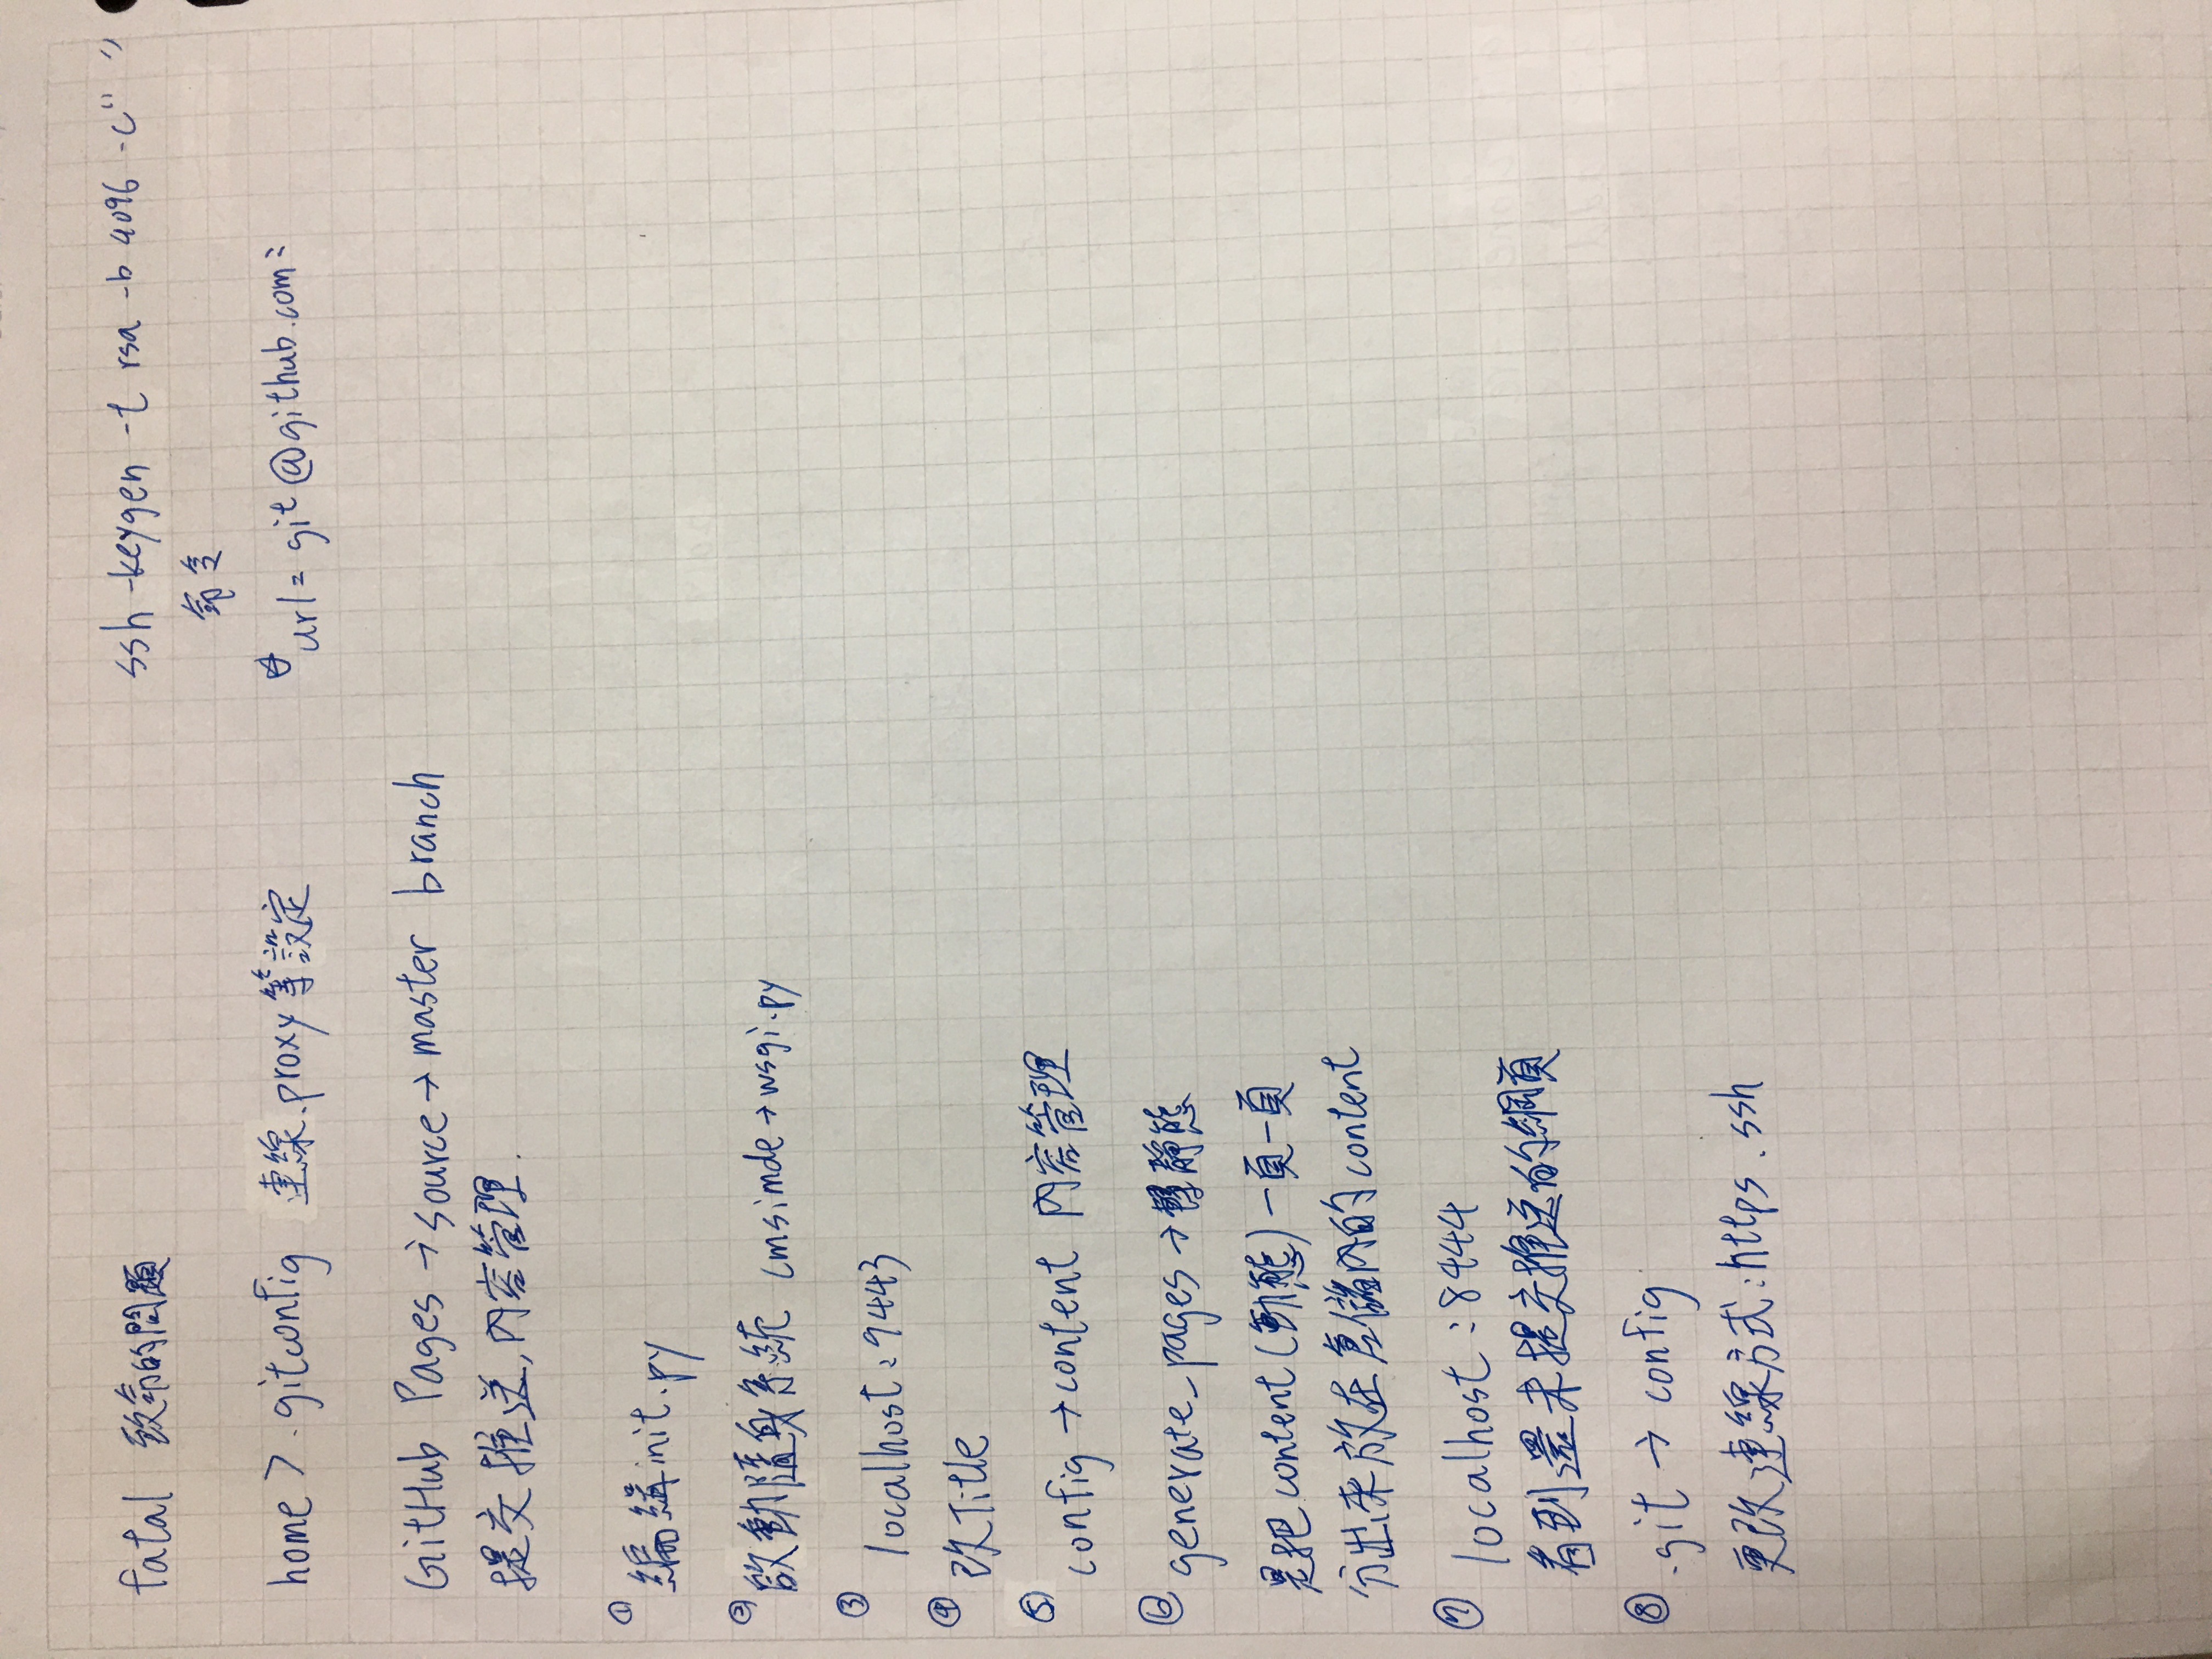 fatal 致命的問題
home > .gitconfig 連線.proxy等設定
GitHub Pages → source → master branch
提交推送,內容管理.
① 編緝init.py
② 啟動隨身系統 cmsimde → wsgi.py
③ localhost:9443
④ 改Title
⑤ config → content 內容管理
⑥ generate_pages → 轉靜態
是把content(動態)一頁一頁
分出來放在倉儲內的content
⑦ localhost:8444
看到還未提交推送的網頁
⑧ .git → config
更改連線方式:https.ssh
ssh -keygen -t rsa -b 4096 -c" "
命令
☆ url= git@github.com: